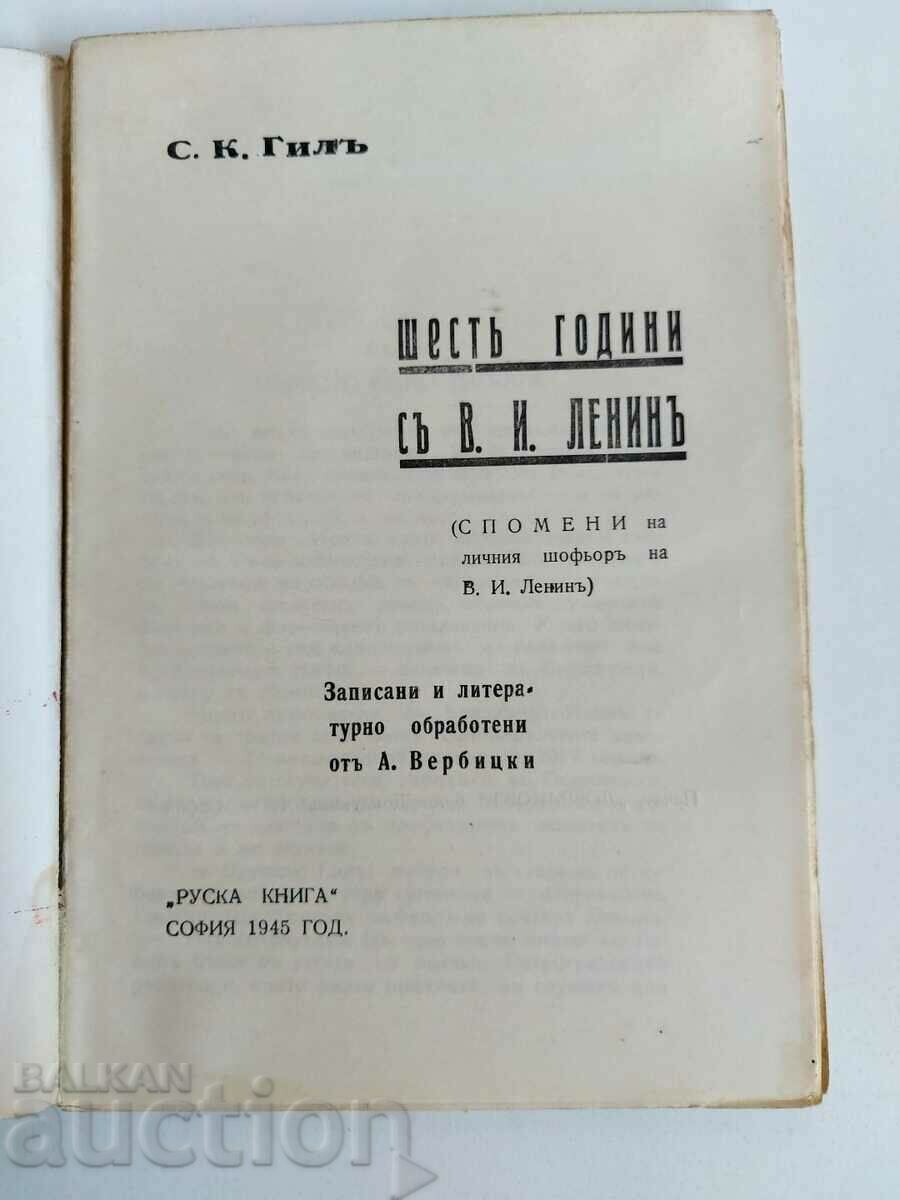 С. К. Гилъ
ШЕСТЬ ГОДИНИ
СЪ В. И. ЛЕНИНЪ
(СПОМЕНИ на
личния шофьоръ на
В. И. Ленинъ)
Записани и литера-
турно обработени
отъ А. Вербицки
„РУСКА КНИГА“
СОФИЯ 1945 ГОД.
BALKAN
auction